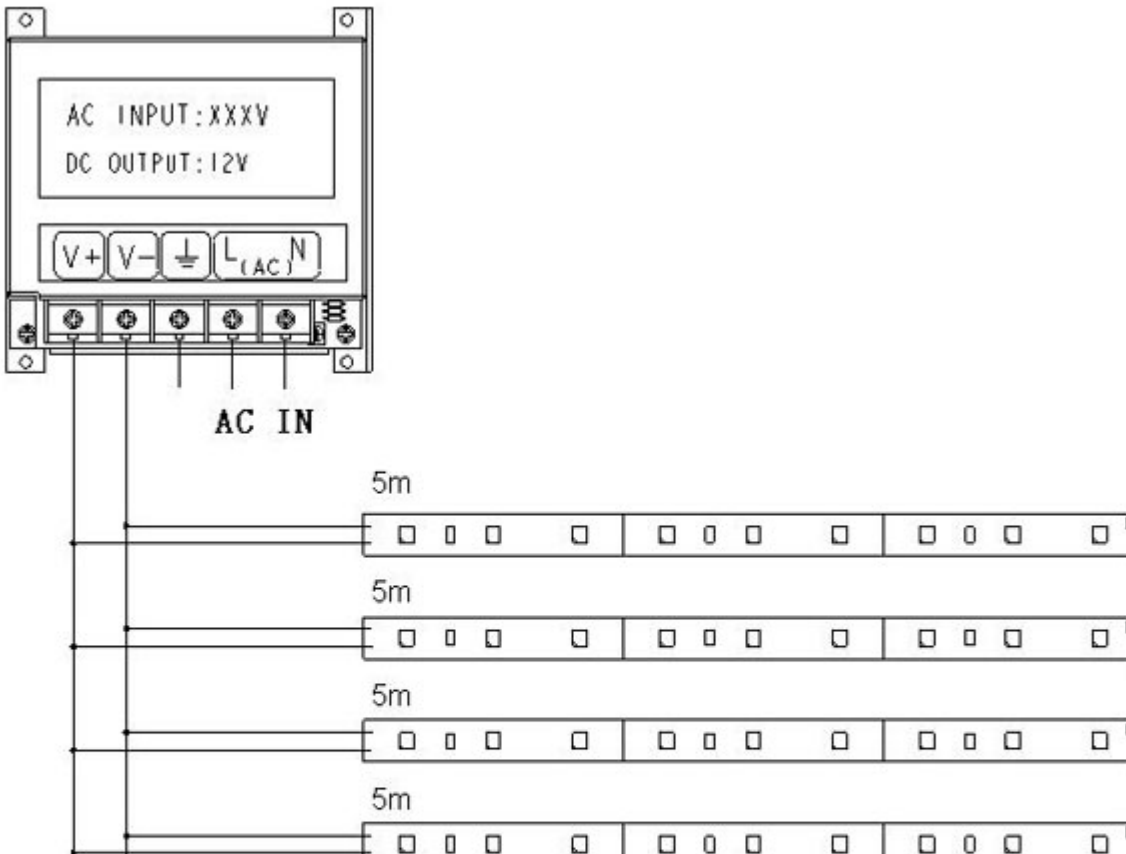 AC INPUT:XXXV
DC OUTPUT:12V
V+ V- L(AC)N
AC IN
5m
5m
5m
5m